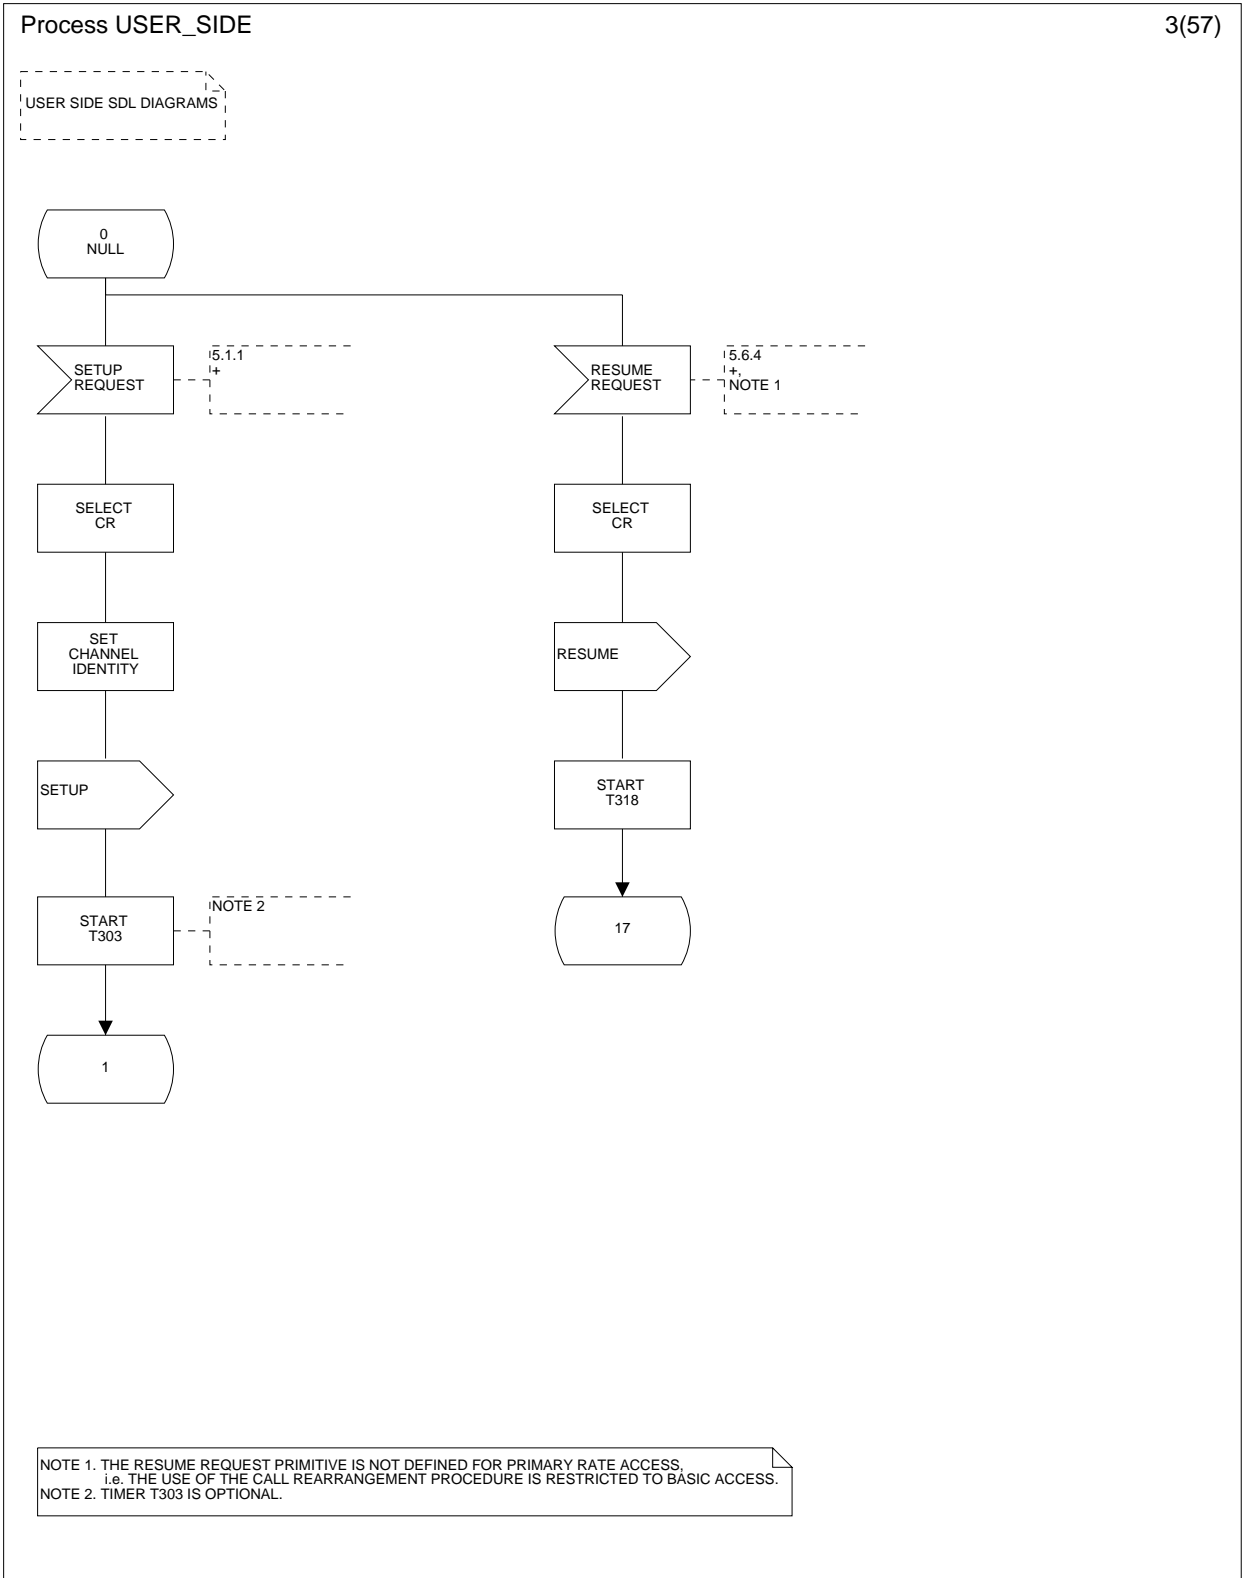 Process USER_SIDE
3(57)
USER SIDE SDL DIAGRAMS
0
NULL
SETUP
REQUEST
5.1.1
+
RESUME
REQUEST
5.6.4
+,
NOTE 1
SELECT
CR
SELECT
CR
SET
CHANNEL
IDENTITY
RESUME
SETUP
START
T318
START
T303
NOTE 2
17
1
NOTE 1. THE RESUME REQUEST PRIMITIVE IS NOT DEFINED FOR PRIMARY RATE ACCESS,
i.e. THE USE OF THE CALL REARRANGEMENT PROCEDURE IS RESTRICTED TO BASIC ACCESS.
NOTE 2. TIMER T303 IS OPTIONAL.